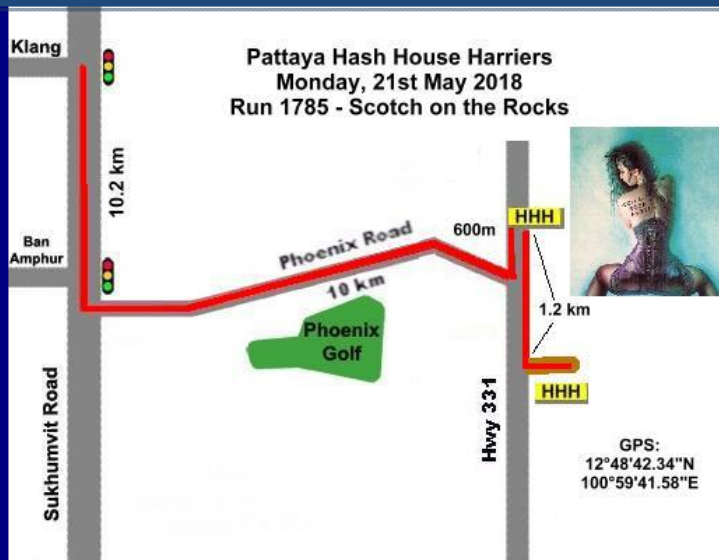 Klang
Pattaya Hash House Harriers
Monday, 21st May 2018
Run 1785 - Scotch on the Rocks
10.2 km
HHH
600m
Phoenix Road
Ban
Amphur
10 km
1.2 km
Phoenix
Golf
HHH
Hwy 331
Sukhumvit Road
GPS:
12°48'42.34"N
100°59'41.58"E